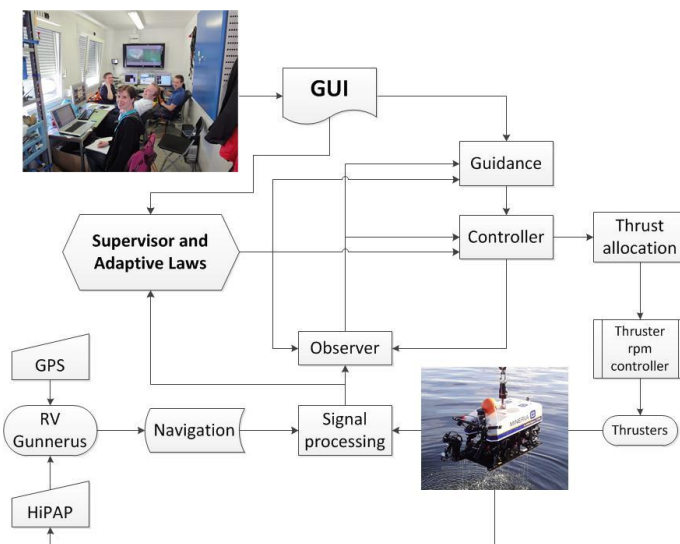 GUI
Guidance
Supervisor and
Adaptive Laws
Controller
Thrust
allocation
Observer
Thruster
rpm
controller
GPS
RV
Gunnerus
Navigation
Signal
processing
MINERVA
Thrusters
HiPAP